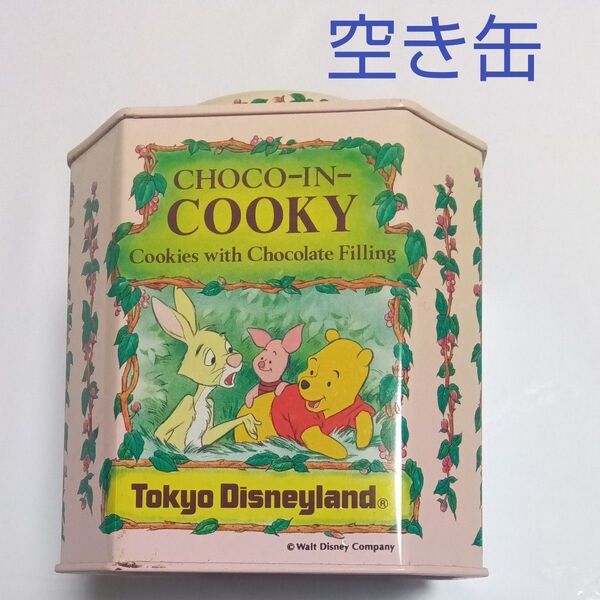 空き缶
CHOCO-IN-
COOKY
Cookies with Chocolate Filling
Tokyo Disneyland®
© Walt Disney Company